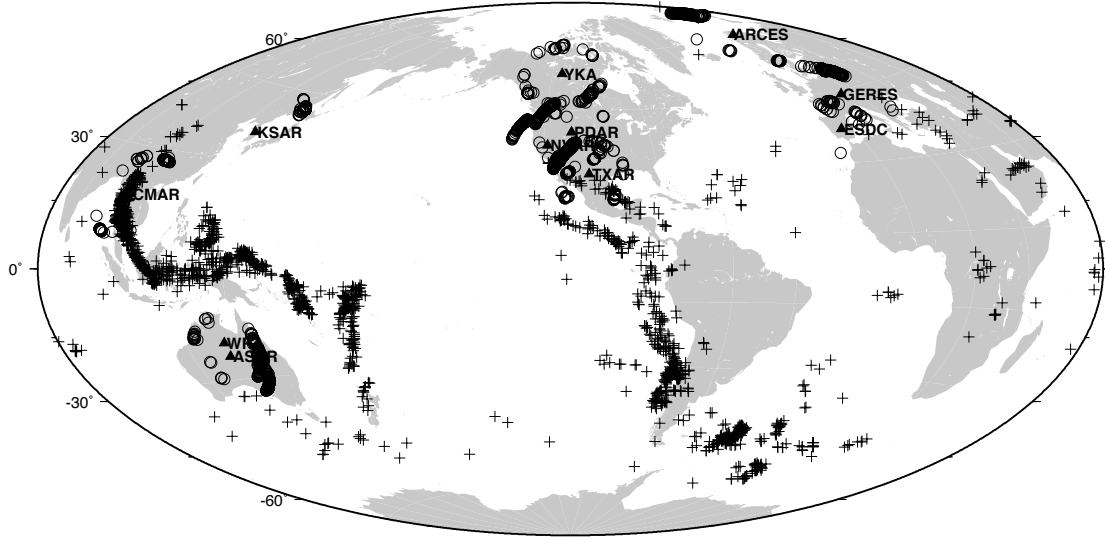 60°
ARCES
YKA
GERES
30°
KSAR
PDAR
ESDC
TXAR
CMAR
0°
-30°
-60°